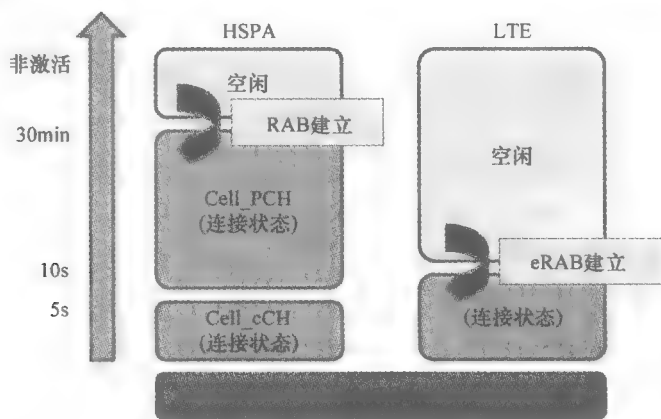 HSPA
LTE
非激活
空闲
RAB建立
30min
空闲
Cell_PCH
(连接状态)
10s
eRAB建立
5s
Cell_cCH
(连接状态)
(连接状态)